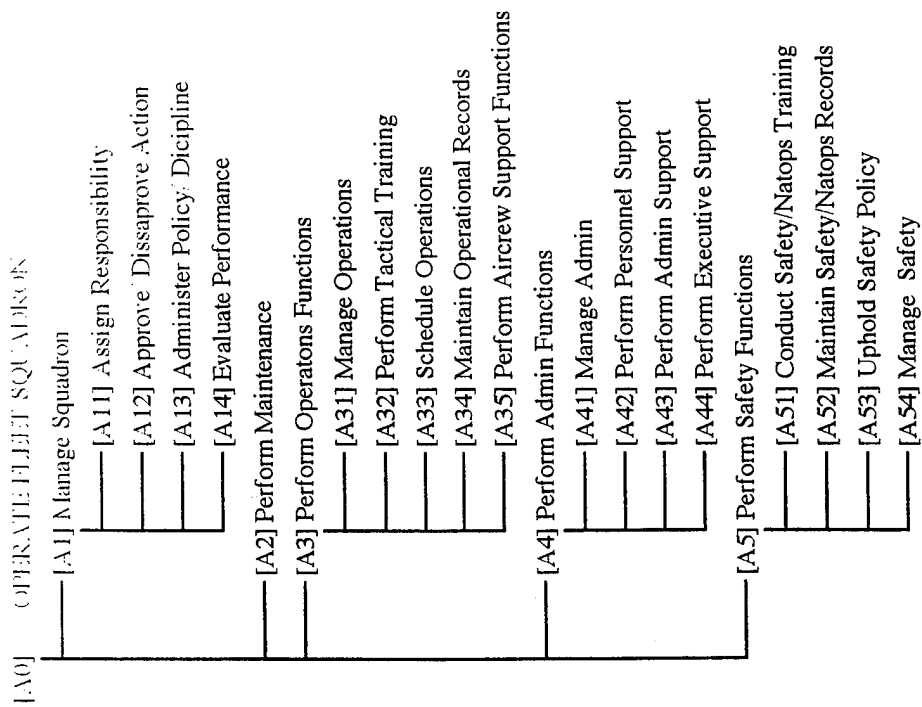 [A0] OPERATE FLEET SQUADRON
[A1] Manage Squadron
[A11] Assign Responsibility
[A12] Approve/Dissaprove Action
[A13] Administer Policy/Dicipline
[A14] Evaluate Performance
[A2] Perform Maintenance
[A3] Perform Operatons Functions
[A31] Manage Operations
[A32] Perform Tactical Training
[A33] Schedule Operations
[A34] Maintain Operational Records
[A35] Perform Aircrew Support Functions
[A4] Perform Admin Functions
[A41] Manage Admin
[A42] Perform Personnel Support
[A43] Perform Admin Support
[A44] Perform Executive Support
[A5] Perform Safety Functions
[A51] Conduct Safety/Natops Training
[A52] Maintain Safety/Natops Records
[A53] Uphold Safety Policy
[A54] Manage Safety